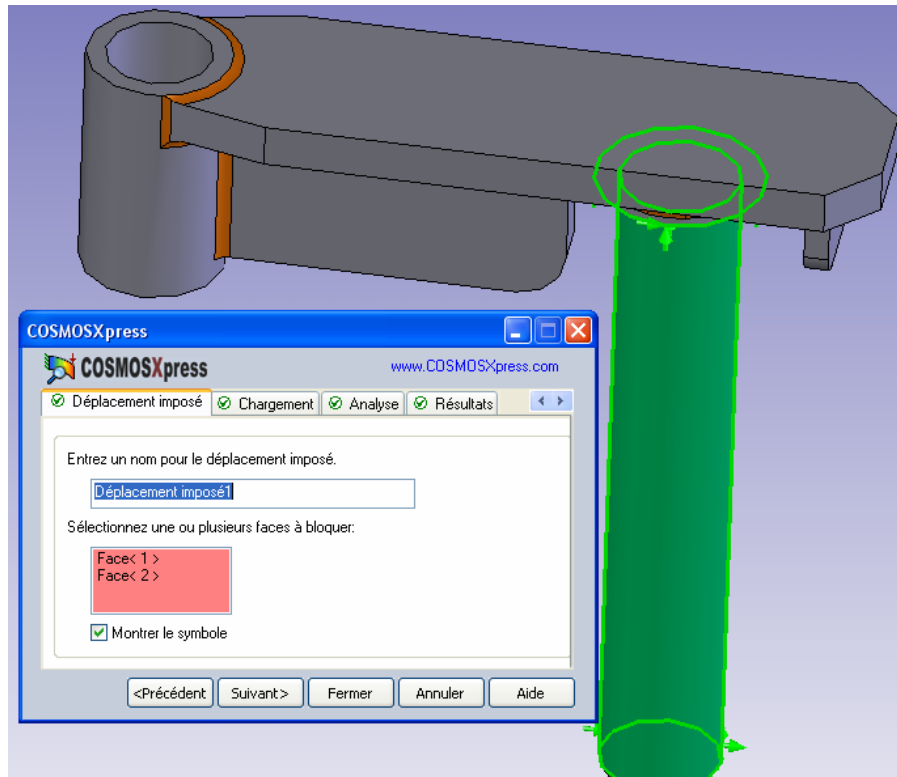 COSMOSXpress
COSMOSXpress www.COSMOSXpress.com
Déplacement imposé Chargement Analyse Résultats
Entrez un nom pour le déplacement imposé.
Déplacement imposé1
Sélectionnez une ou plusieurs faces à bloquer:
Face< 1 >
Face< 2 >
Montrer le symbole
<Précédent Suivant> Fermer Annuler Aide